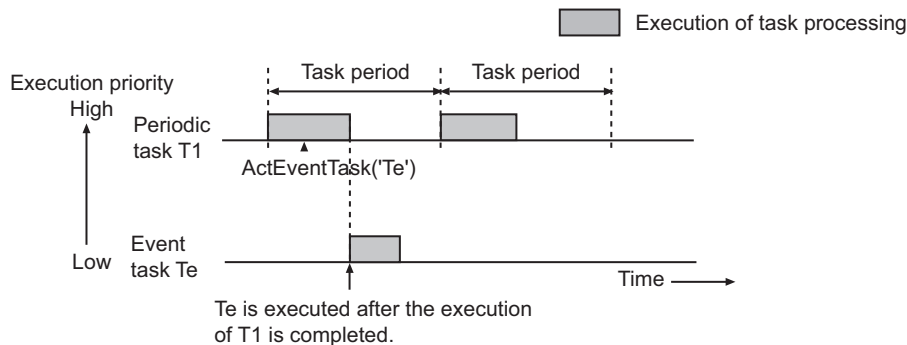 Execution of task processing
Task period
Task period
Execution priority
High
Periodic
task T1
ActEventTask('Te')
Low
Event
task Te
Time
Te is executed after the execution
of T1 is completed.